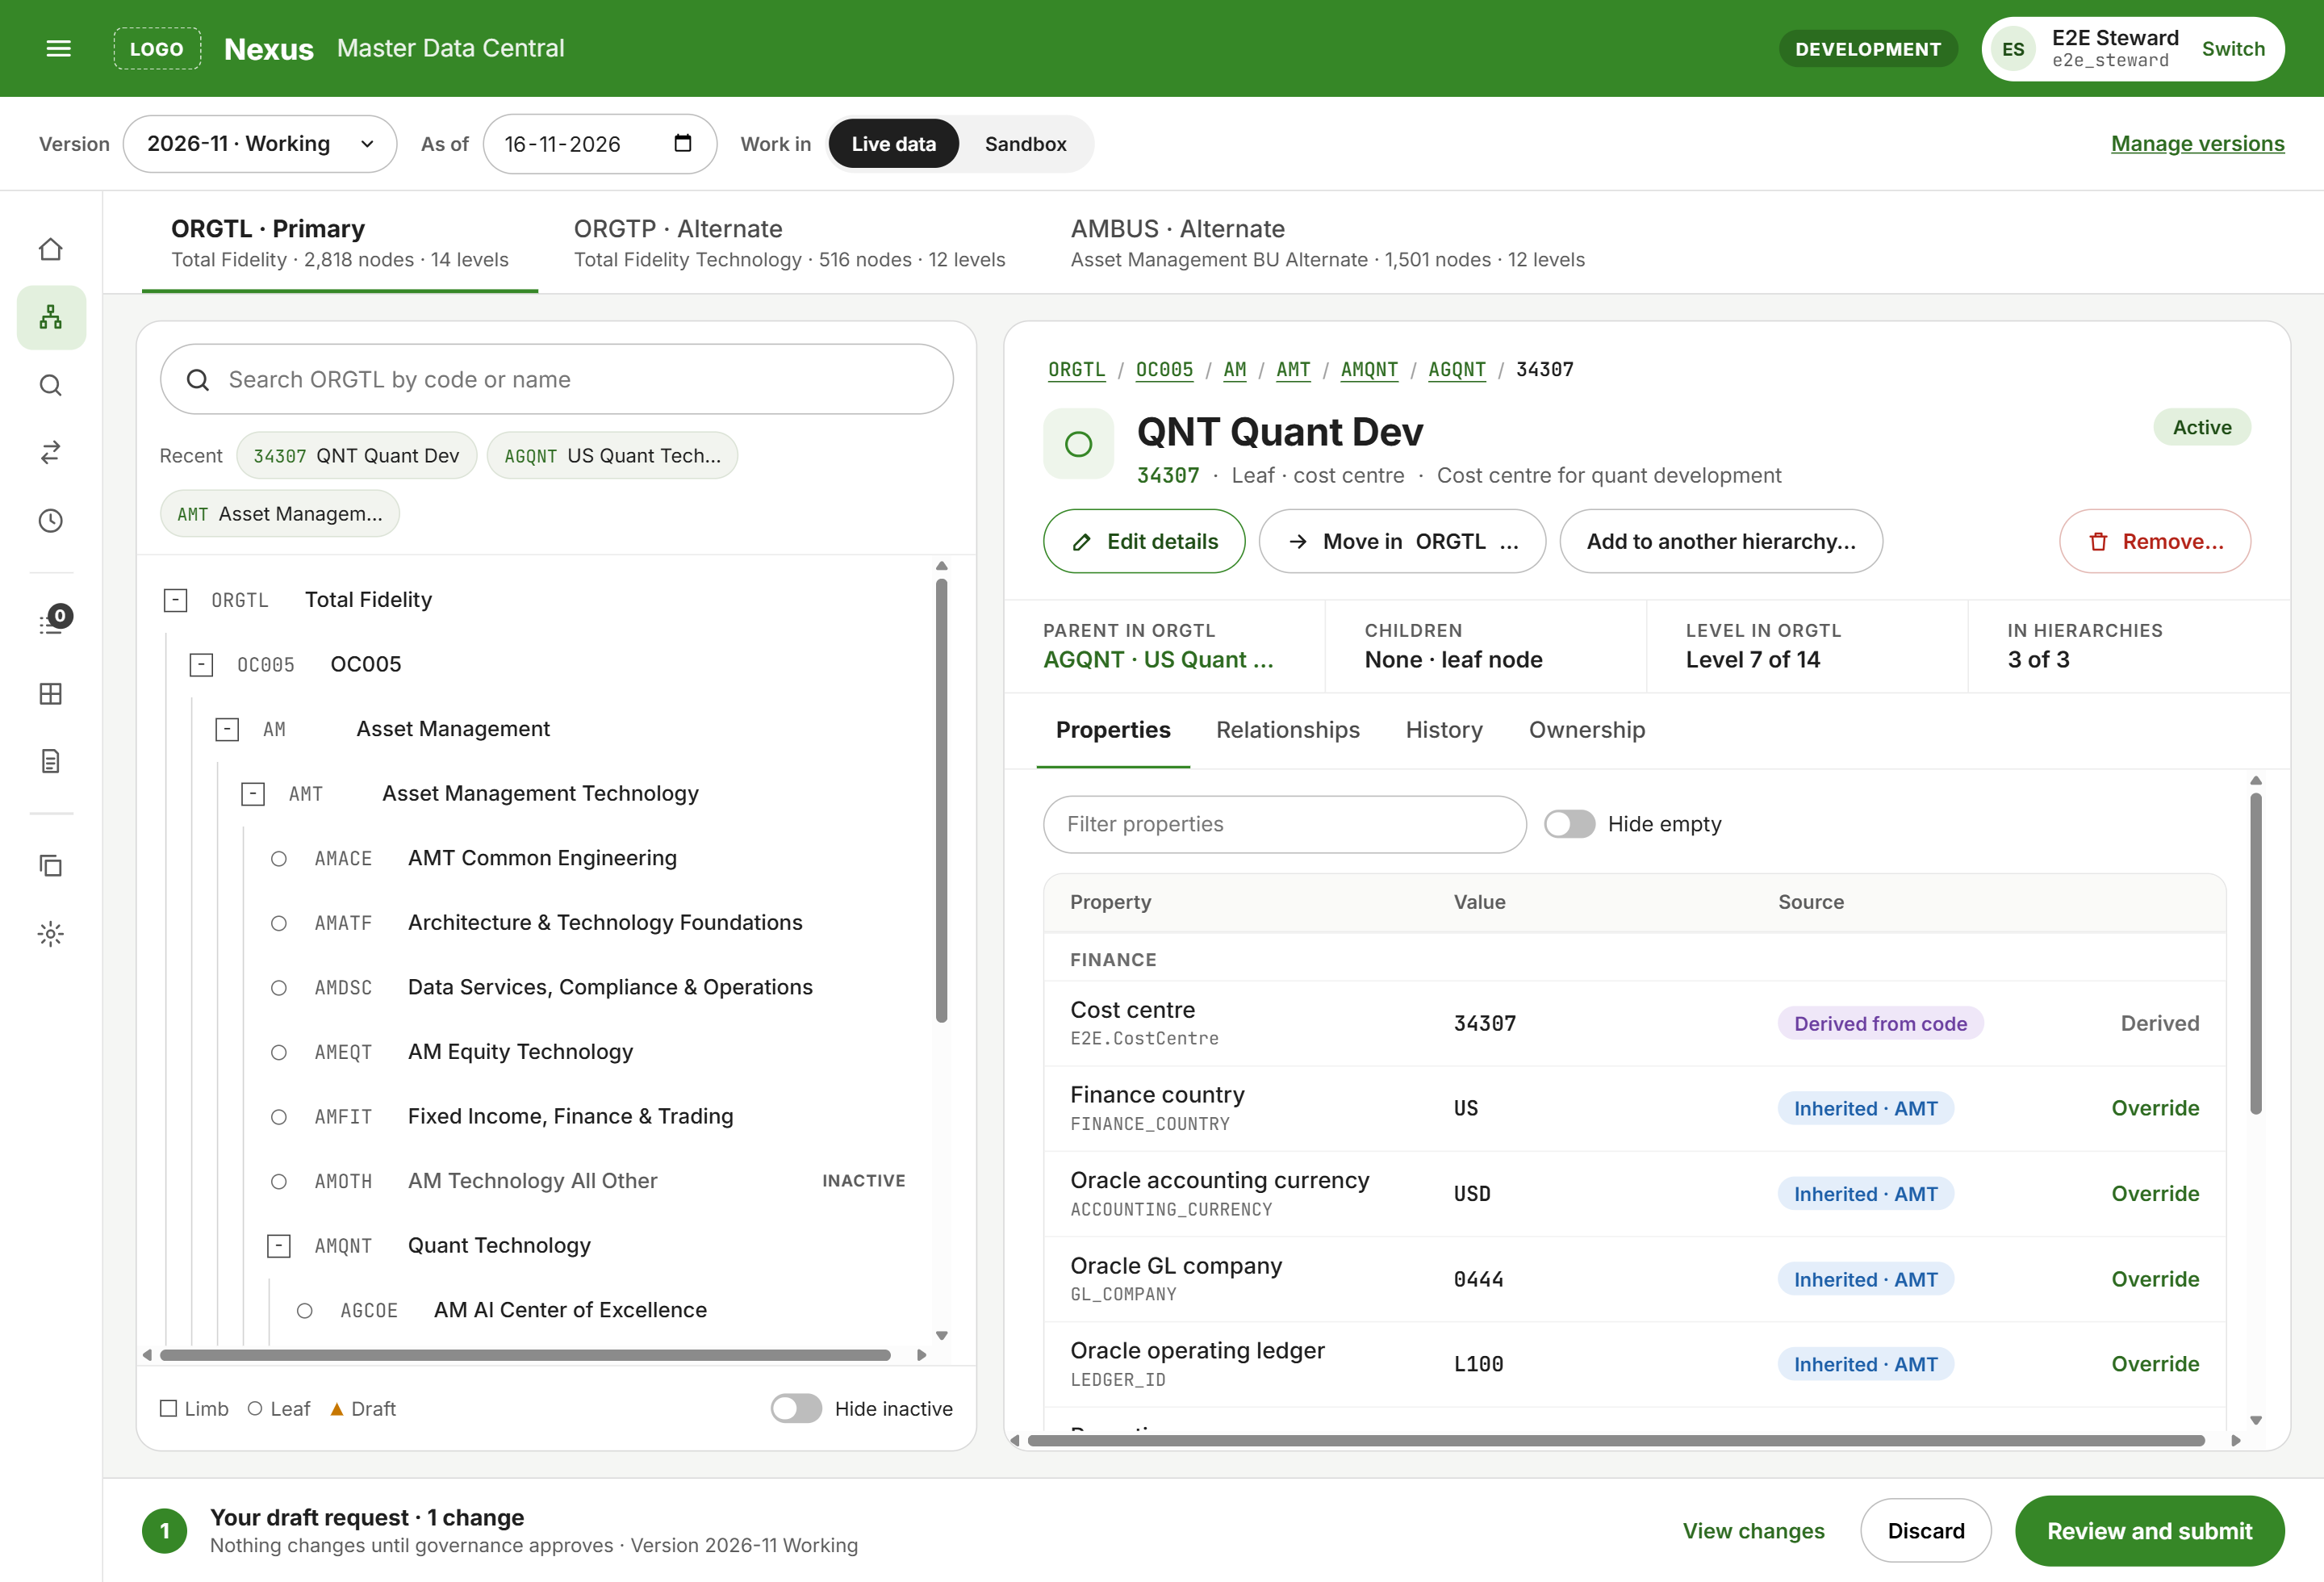 LOGO Nexus Master Data Central DEVELOPMENT ES E2E Steward Switch
e2e_steward
Version 2026-11 · Working As of 16-11-2026 Work in Live data Sandbox Manage versions
ORGTL · Primary ORGTP · Alternate AMBUS · Alternate
Total Fidelity · 2,818 nodes · 14 levels Total Fidelity Technology · 516 nodes · 12 levels Asset Management BU Alternate · 1,501 nodes · 12 levels
0
Search ORGTL by code or name
Recent 34307 QNT Quant Dev AGQNT US Quant Tech...
AMT Asset Managem...
- ORGTL Total Fidelity
- OC005 OC005
- AM Asset Management
- AMT Asset Management Technology
AMACE AMT Common Engineering
AMATF Architecture & Technology Foundations
AMDSC Data Services, Compliance & Operations
AMEQT AM Equity Technology
AMFIT Fixed Income, Finance & Trading
AMOTH AM Technology All Other INACTIVE
- AMQNT Quant Technology
AGCOE AM AI Center of Excellence
Limb Leaf Draft Hide inactive
ORGTL / OC005 / AM / AMT / AMQNT / AGQNT / 34307
QNT Quant Dev Active
34307 · Leaf · cost centre · Cost centre for quant development
Edit details Move in ORGTL ... Add to another hierarchy... Remove...
PARENT IN ORGTL CHILDREN LEVEL IN ORGTL IN HIERARCHIES
AGQNT · US Quant ... None · leaf node Level 7 of 14 3 of 3
Properties Relationships History Ownership
Filter properties Hide empty
Property Value Source
FINANCE
Cost centre 34307 Derived from code Derived
E2E.CostCentre
Finance country US Inherited · AMT Override
FINANCE_COUNTRY
Oracle accounting currency USD Inherited · AMT Override
ACCOUNTING_CURRENCY
Oracle GL company 0444 Inherited · AMT Override
GL_COMPANY
Oracle operating ledger L100 Inherited · AMT Override
LEDGER_ID
1 Your draft request · 1 change View changes Discard Review and submit
Nothing changes until governance approves · Version 2026-11 Working